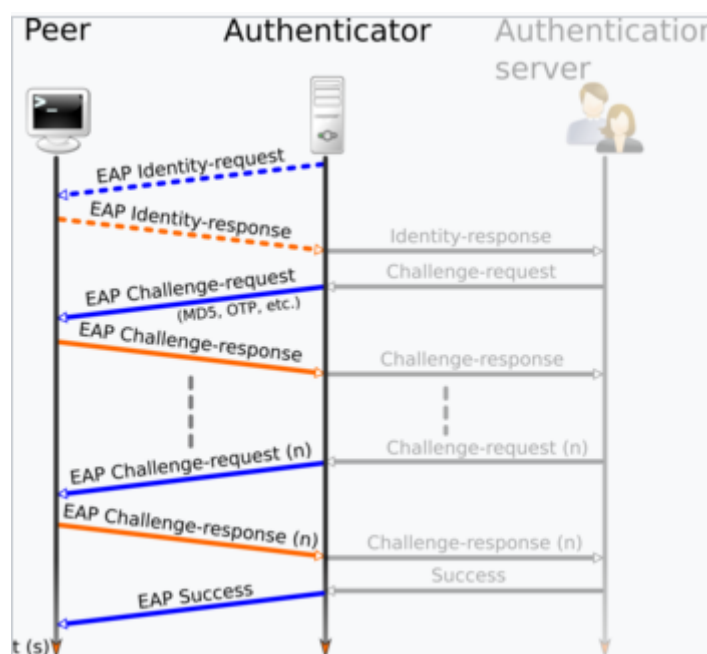 Peer
Authenticator
Authentication
server
>_
EAP Identity-request
EAP Identity-response
Identity-response
Challenge-request
EAP Challenge-request
(MD5, OTP, etc.)
EAP Challenge-response
Challenge-response
Challenge-request (n)
EAP Challenge-request (n)
EAP Challenge-response (n)
Challenge-response (n)
Success
EAP Success
t (s)